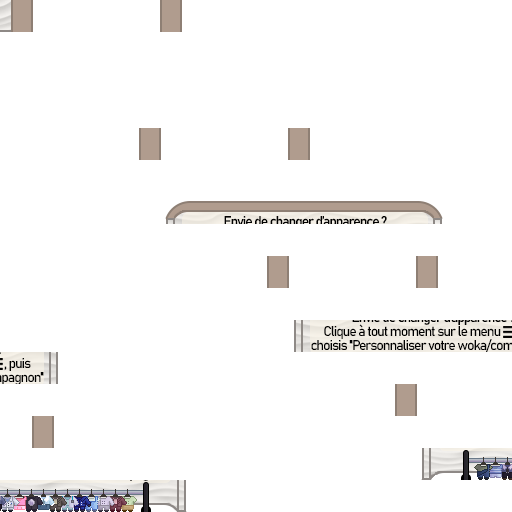 Envie de changer d'apparence ?
Envie de changer d'apparence
Clique à tout moment sur le menu ☰
choisis "Personnaliser votre woka/com
, puis
pagnon"